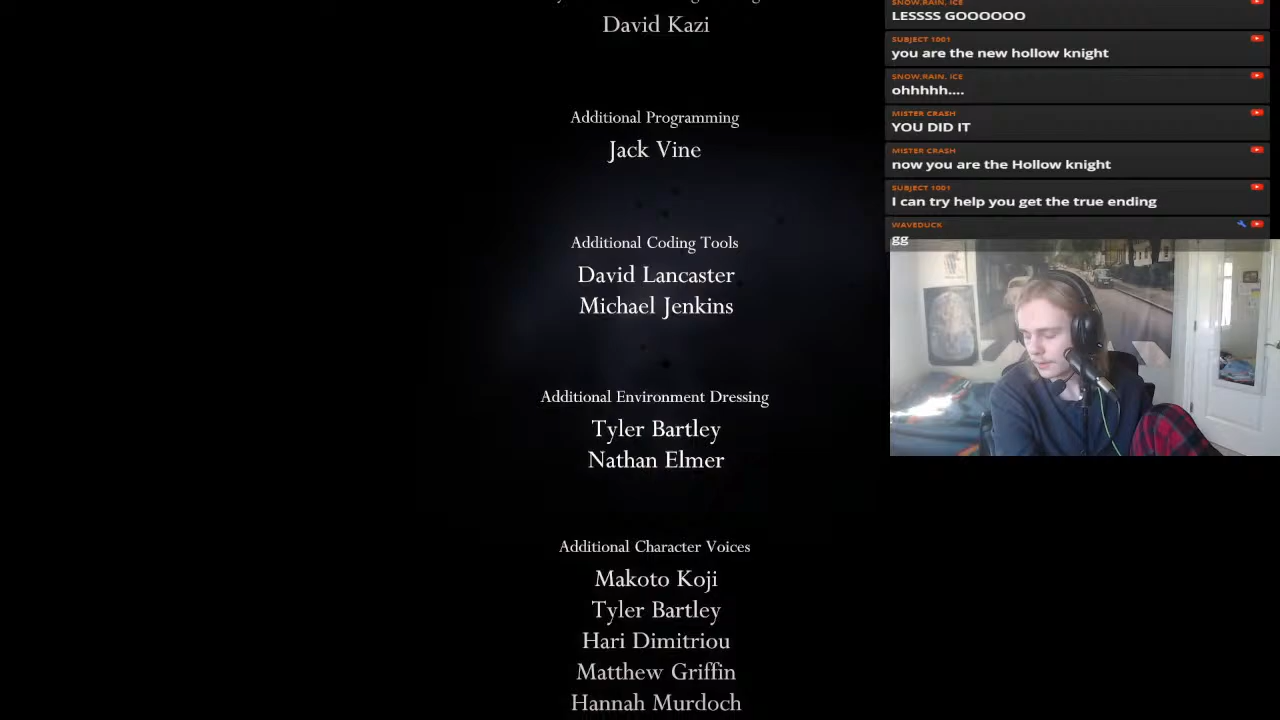 David Kazi
Additional Programming
Jack Vine
Additional Coding Tools
David Lancaster
Michael Jenkins
Additional Environment Dressing
Tyler Bartley
Nathan Elmer
Additional Character Voices
Makoto Koji
Tyler Bartley
Hari Dimitriou
Matthew Griffin
Hannah Murdoch
SNOW.RAIN. ICE
LESSSS GOOOOOO
SUBJECT 1001
you are the new hollow knight
SNOW.RAIN. ICE
ohhhhh....
MISTER CRASH
YOU DID IT
MISTER CRASH
now you are the Hollow knight
SUBJECT 1001
I can try help you get the true ending
WAVEDUCK
gg